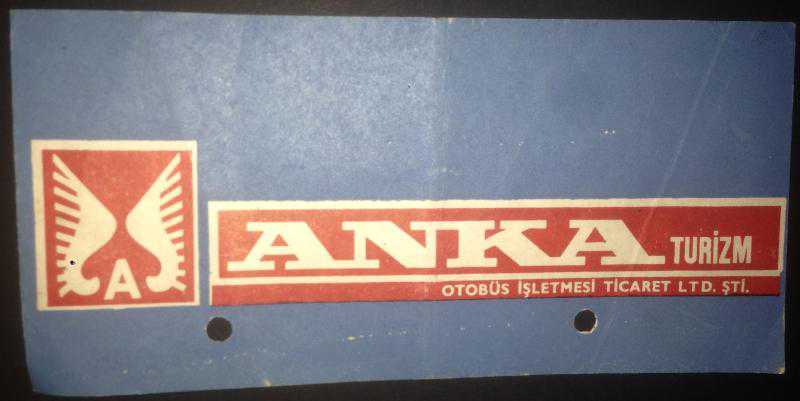 A
ANKA TURİZM
OTOBÜS İŞLETMESİ TİCARET LTD. ŞTİ.